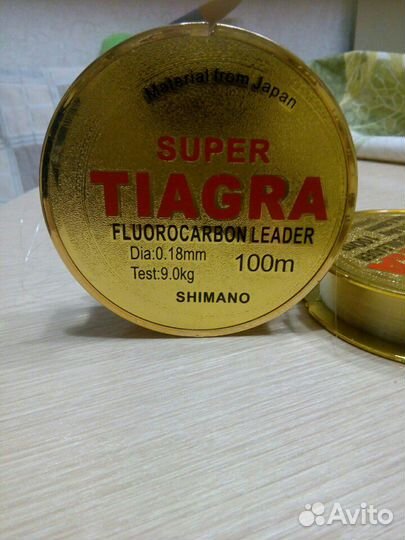 Material from Japan
SUPER
TIAGRA
FLUOROCARBON LEADER
Dia:0.18mm
Test:9.0kg
100m
SHIMANO
Avito